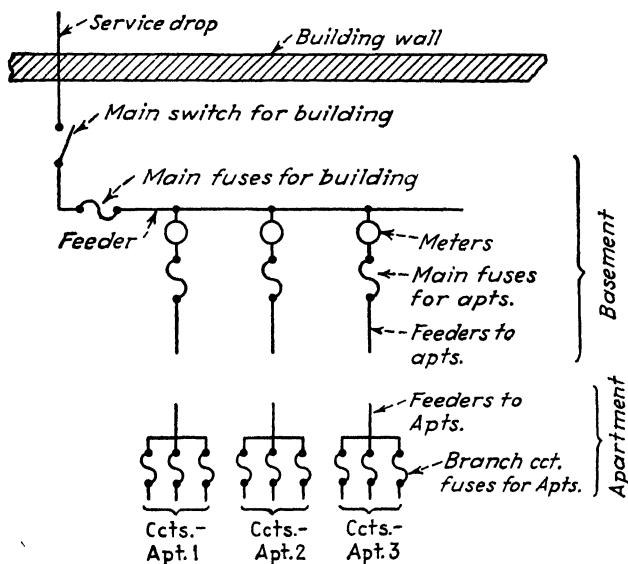 Service drop
Building wall
Main switch for building
Main fuses for building
Feeder
Meters
Main fuses
for apts.
Feeders to
apts.
Basement
Feeders to
Apts.
Branch cct.
fuses for Apts.
Apartment
Ccts.-
Apt.1
Ccts.-
Apt.2
Ccts.-
Apt.3